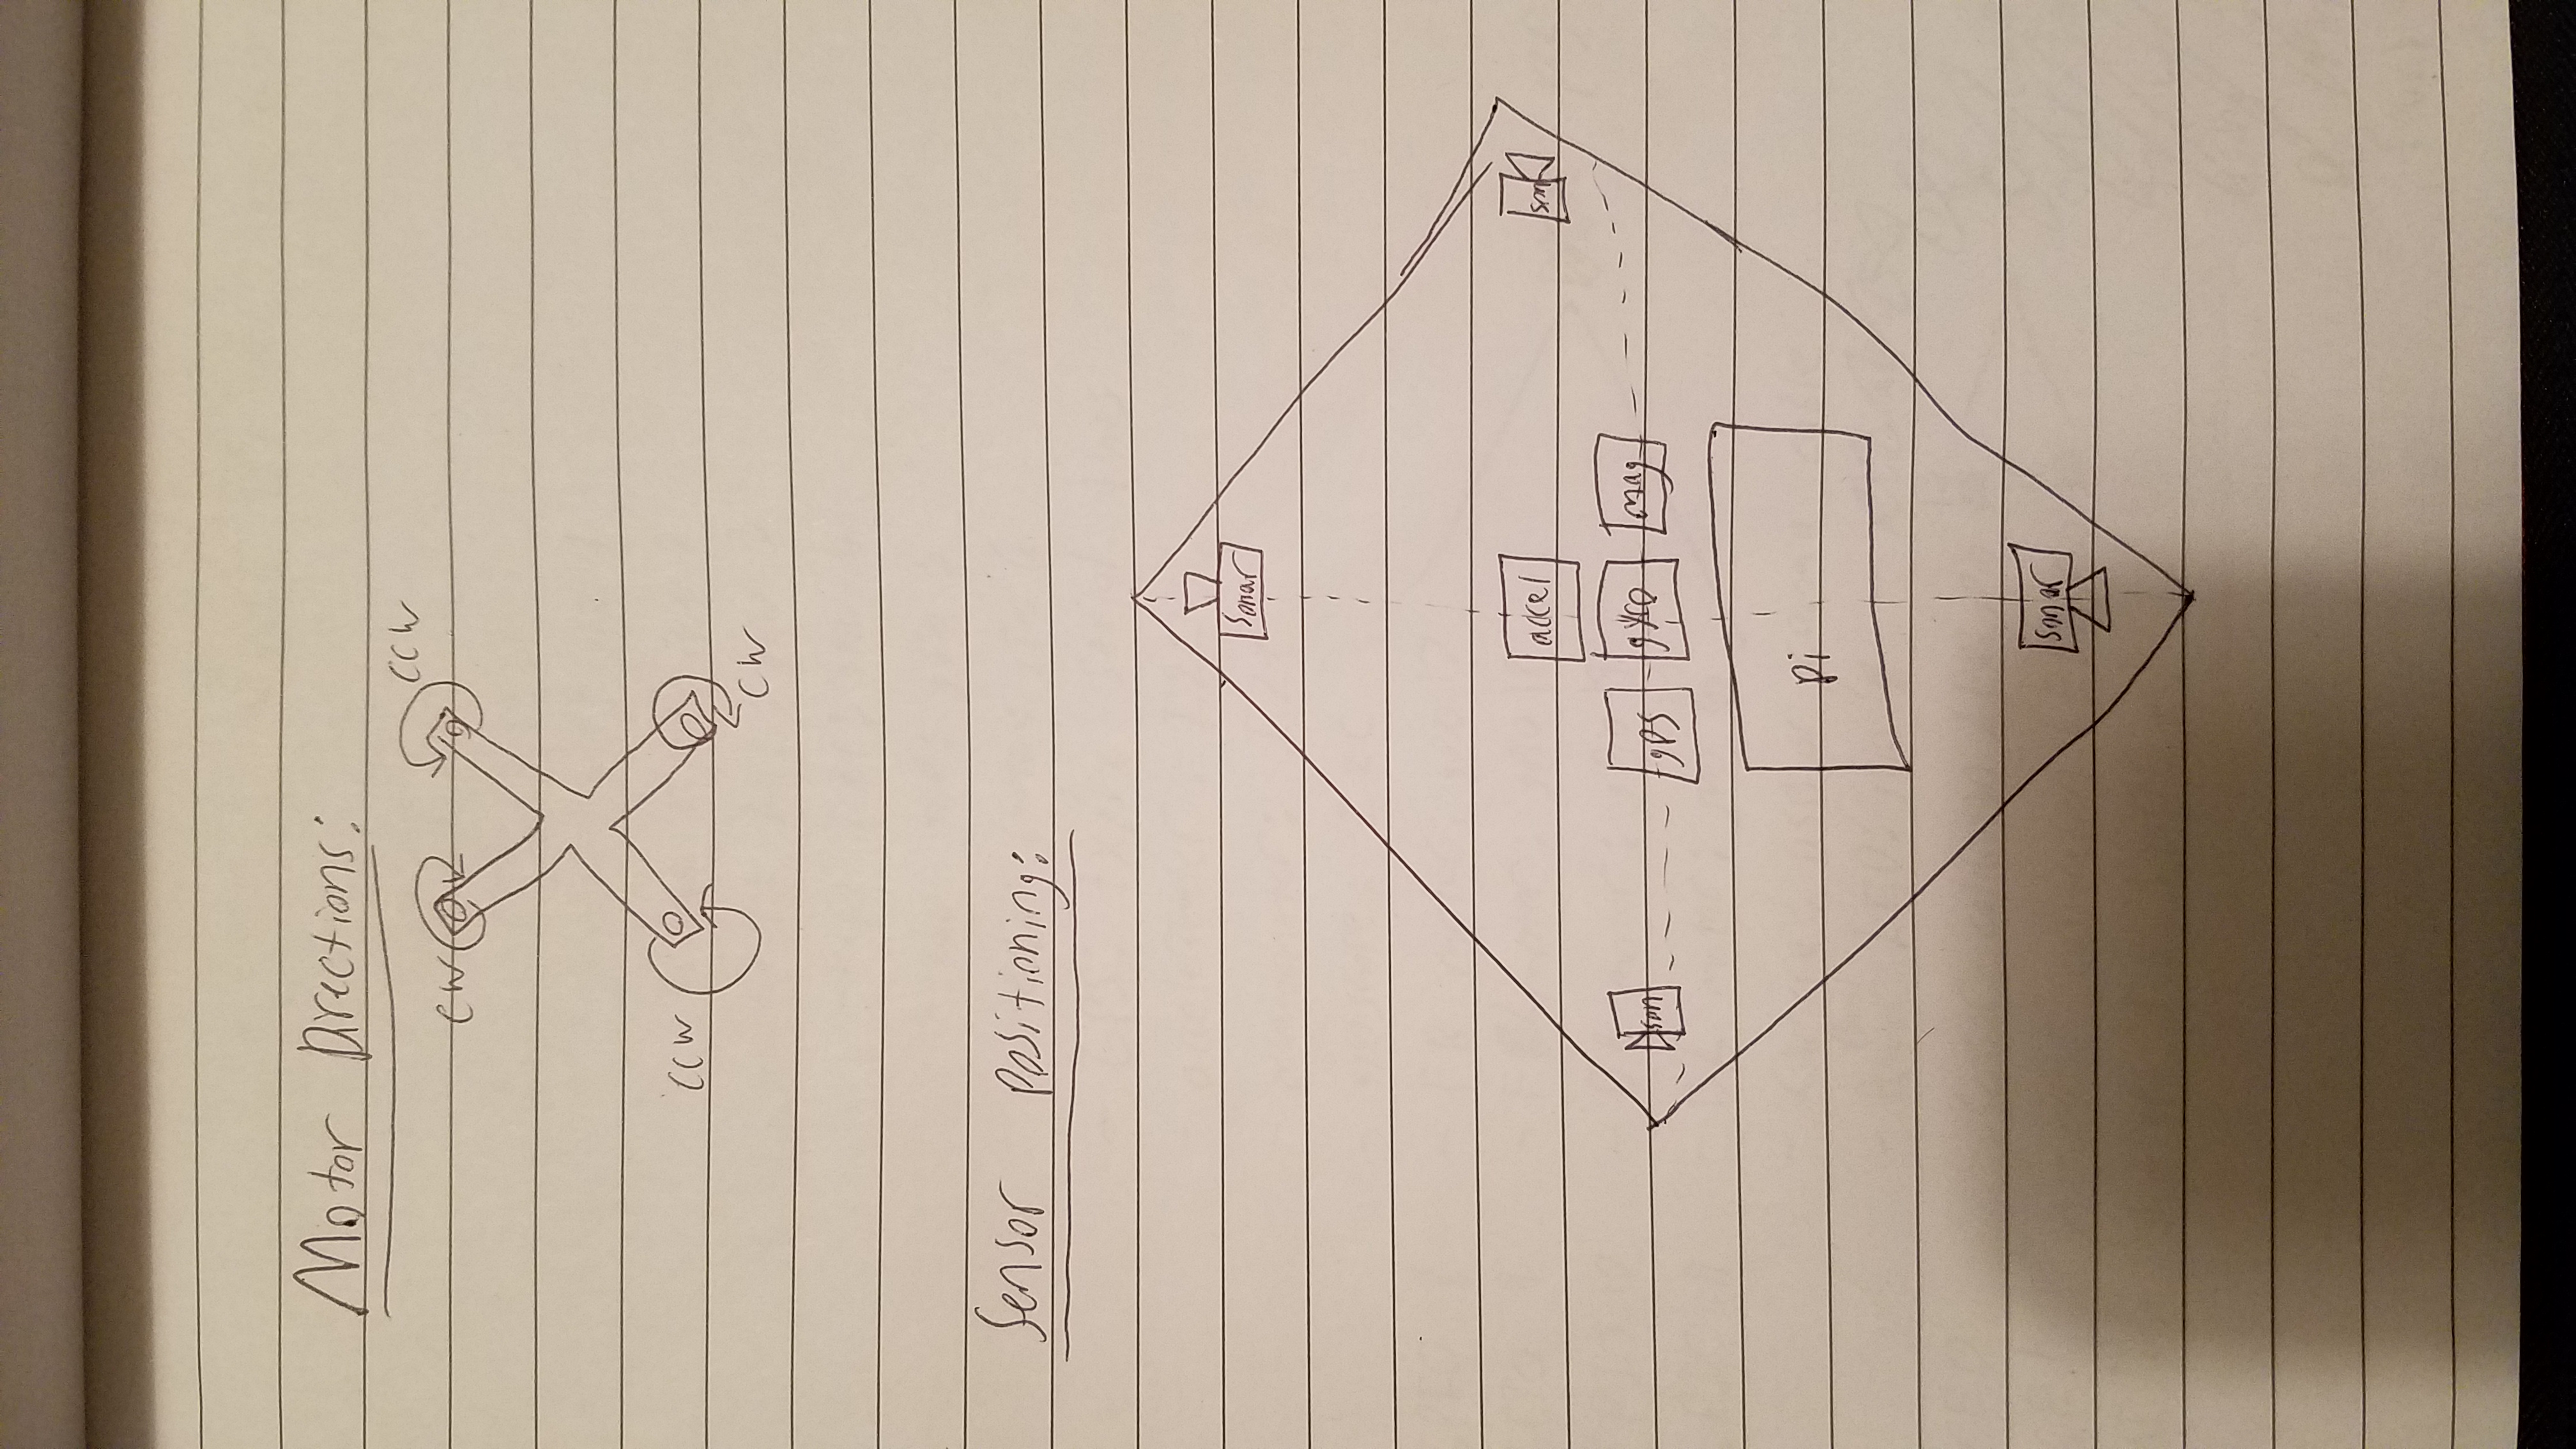 Motor Directions:
cw ccw
ccw cw
Sensor Positioning:
Sonar
accel son
son gps gyro mag
pi
sonar